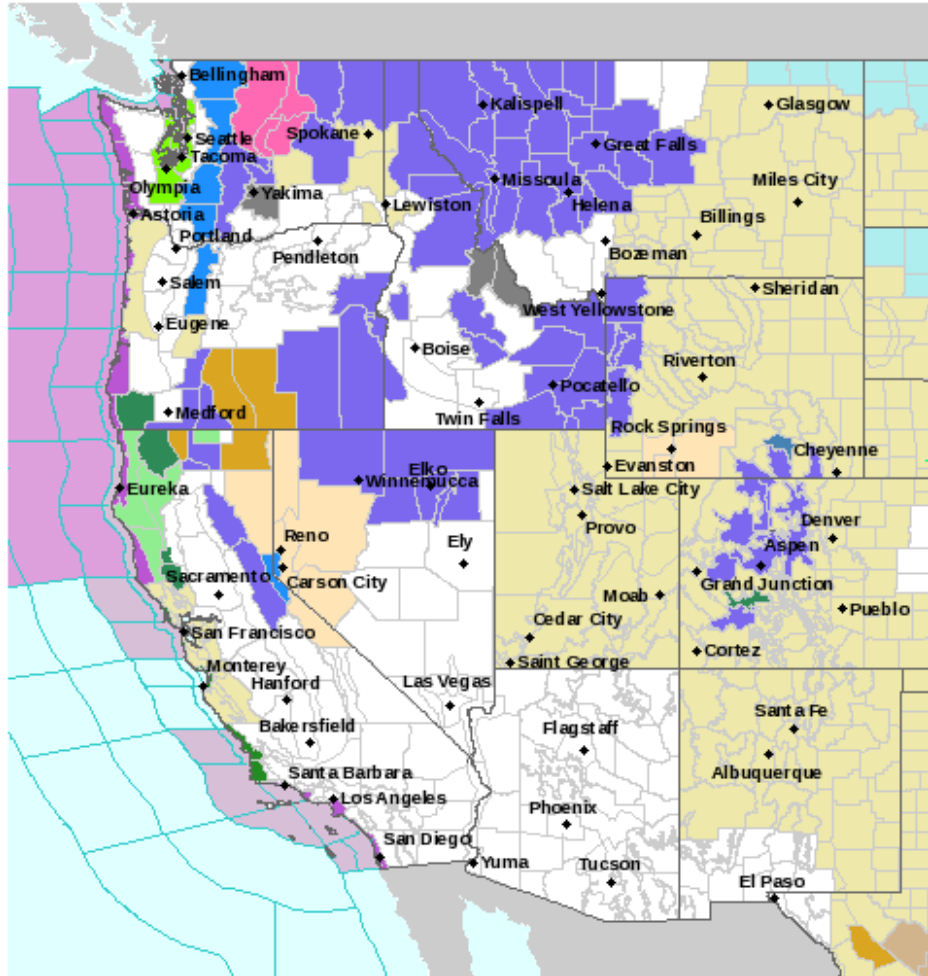 Bellingham
Kalispell
Glasgow
Seattle
Spokane
Great Falls
Tacoma
Missoula
Miles City
Olympia
Yakima
Helena
Lewiston
Astoria
Billings
Portland
Pendleton
Bozeman
Salem
Sheridan
West Yellowstone
Eugene
Boise
Riverton
Pocatello
Medford
Twin Falls
Rock Springs
Cheyenne
Elko
Evanston
Winnemucca
Eureka
Salt Lake City
Provo
Denver
Reno
Ely
Aspen
Sacramento
Carson City
Grand Junction
Moab
Pueblo
Cedar City
San Francisco
Cortez
Saint George
Monterey
Las Vegas
Hanford
Santa Fe
Bakersfield
Flagstaff
Albuquerque
Santa Barbara
Los Angeles
Phoenix
San Diego
Yuma
Tucson
El Paso